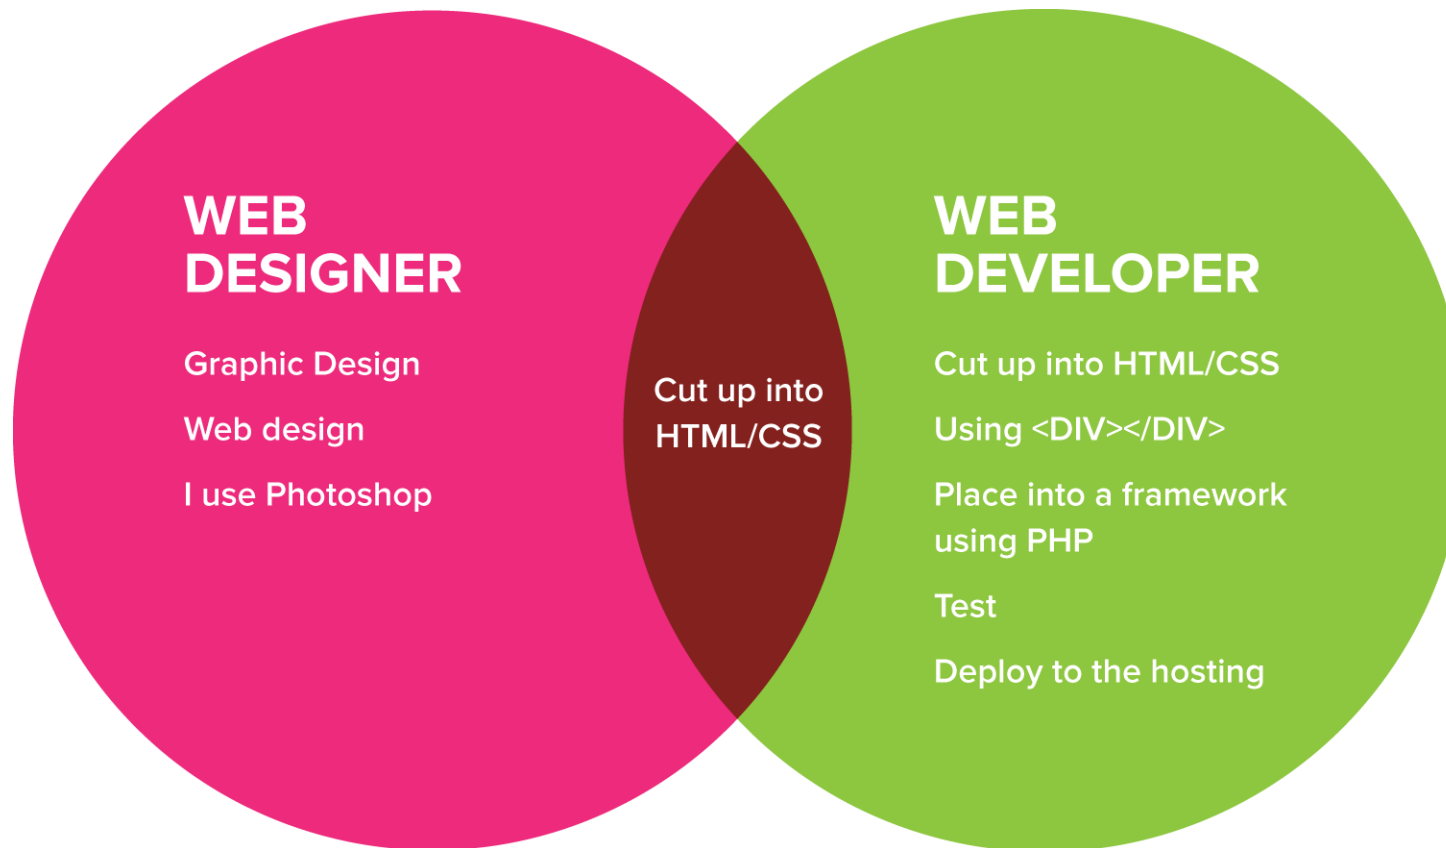 WEB
DESIGNER
Graphic Design
Web design
I use Photoshop
Cut up into
HTML/CSS
WEB
DEVELOPER
Cut up into HTML/CSS
Using <DIV></DIV>
Place into a framework
using PHP
Test
Deploy to the hosting